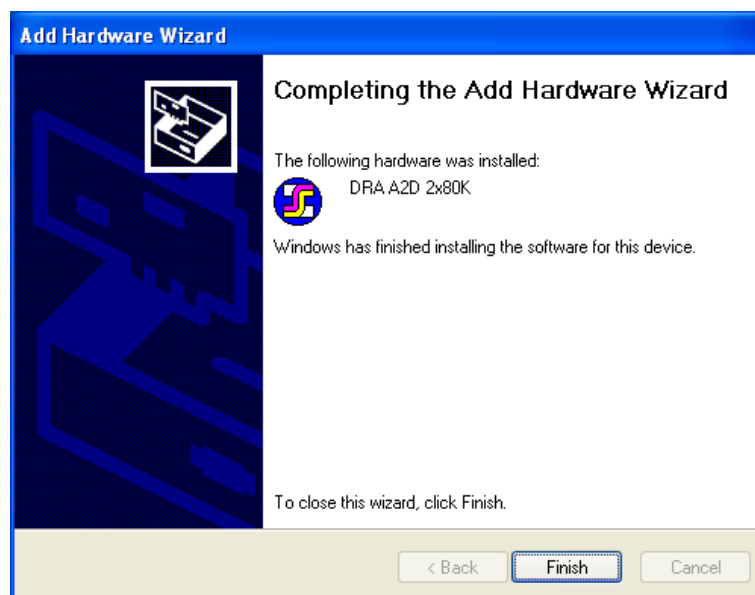 Add Hardware Wizard
Completing the Add Hardware Wizard
The following hardware was installed:
DRA A2D 2x80K
Windows has finished installing the software for this device.
To close this wizard, click Finish.
< Back Finish Cancel